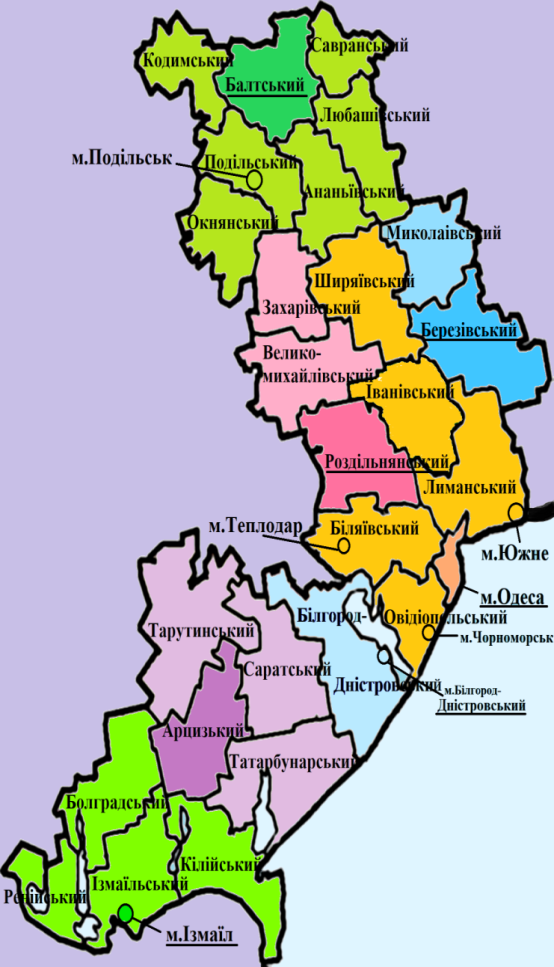 Савранський
Кодимський
Балтський
Любашівський
м.Подільськ
Подільський
Ананьївський
Окнянський
Миколаівський
Ширяївський
Захарівський
Березівський
Велико-
михайлівський
Іванівський
Роздільнянський
Лиманський
м.Теплодар
Біляївський
м.Южне
м.Одеса
Білгород-
Овідіопольський
Тарутинський
м.Чорноморськ
Саратський
Дністровський
м.Білгород-
Дністровський
Арцизький
Татарбунарський
Болградський
Кілійський
Ізмаїльський
Ренійський
м.Ізмаїл